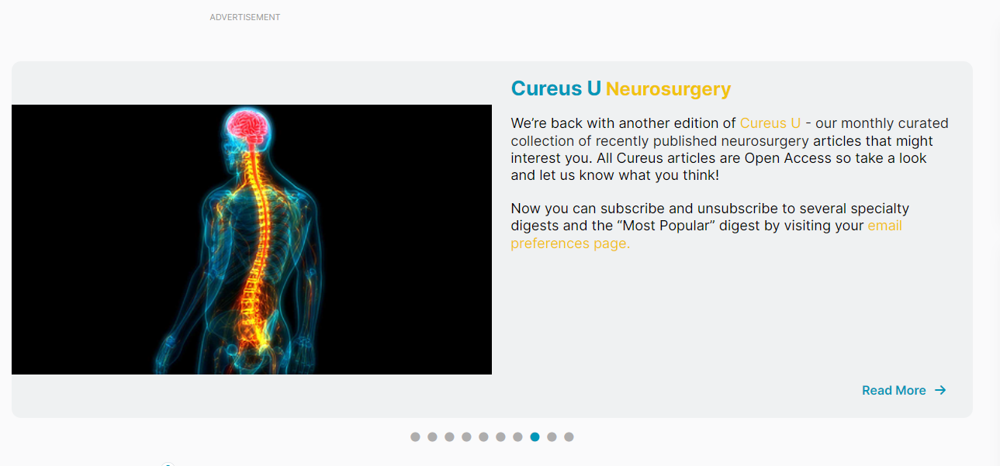 ADVERTISEMENT
Cureus U Neurosurgery
We’re back with another edition of Cureus U - our monthly curated
collection of recently published neurosurgery articles that might
interest you. All Cureus articles are Open Access so take a look
and let us know what you think!
Now you can subscribe and unsubscribe to several specialty
digests and the “Most Popular” digest by visiting your email
preferences page.
Read More →